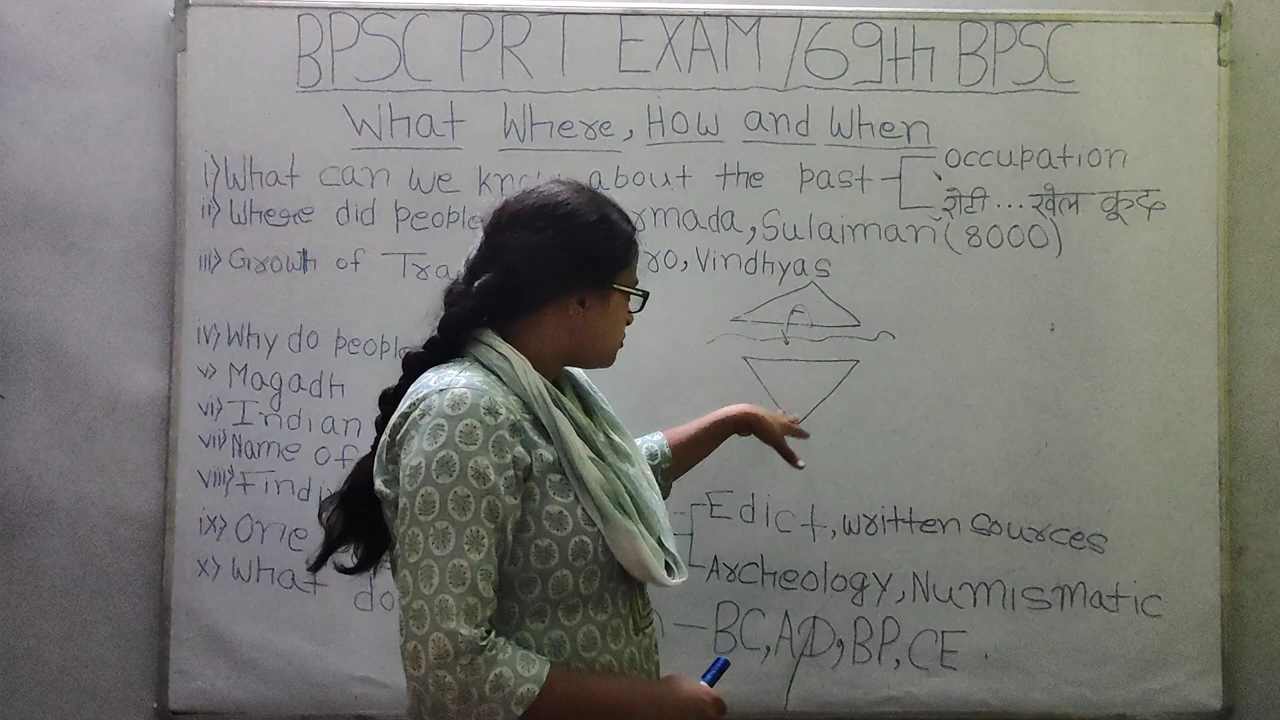 BPSC PRT EXAM /69th BPSC
What Where, How and When
i) What can we know about the past - occupation
रोटी... खेल कूद
ii) Where did people rmada, Sulaiman (8000)
iii) Growth of Tra ro, Vindhyas
iv) Why do people
v) Magadh
vi) Indian
vii) Name of
viii) Findi
ix) One
Edict, written sources
x) What do
Archeology, Numismatic
- BC, AD, BP, CE